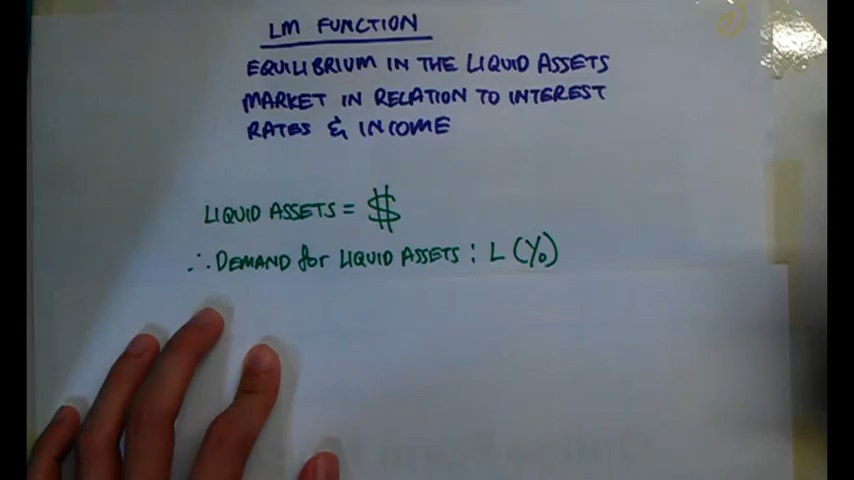 LM FUNCTION
EQUILIBRIUM IN THE LIQUID ASSETS
MARKET IN RELATION TO INTEREST
RATES & INCOME
LIQUID ASSETS = $
∴ DEMAND for LIQUID ASSETS : L (Y₀)